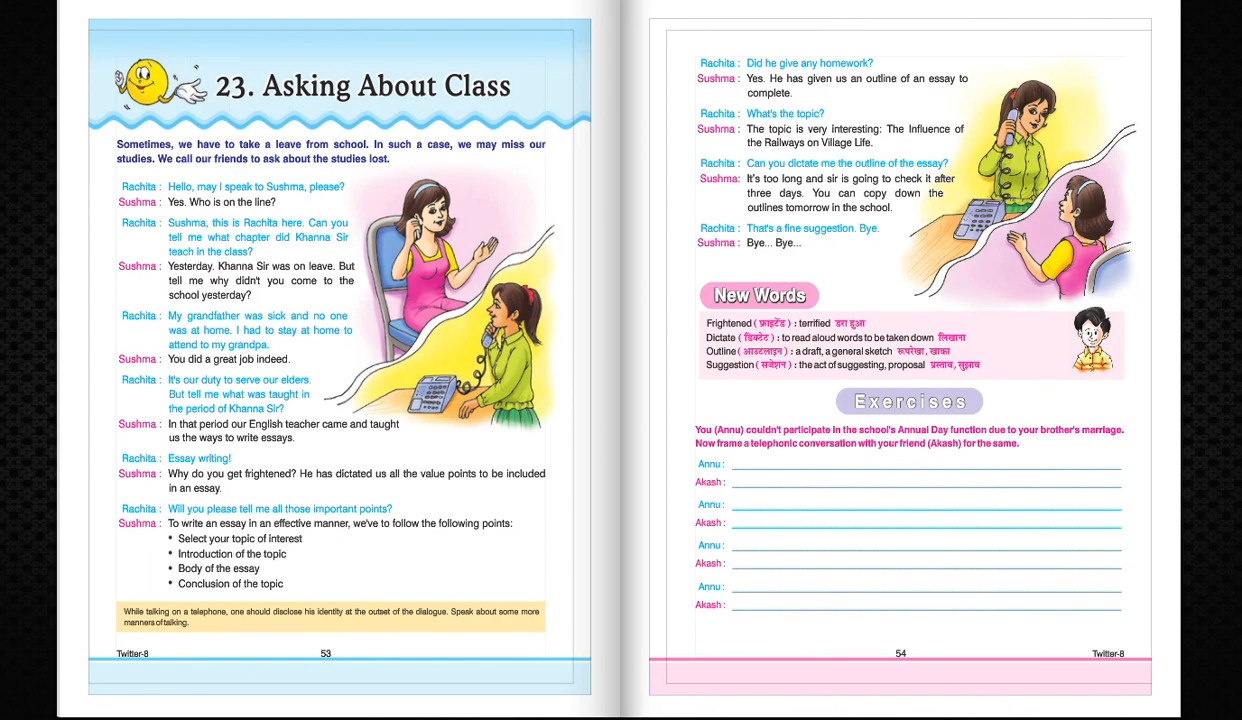 23. Asking About Class
Sometimes, we have to take a leave from school. In such a case, we may miss our
studies. We call our friends to ask about the studies lost.
Rachita : Hello, may I speak to Sushma, please?
Sushma : Yes. Who is on the line?
Rachita : Sushma, this is Rachita here. Can you
tell me what chapter did Khanna Sir
teach in the class?
Sushma : Yesterday. Khanna Sir was on leave. But
tell me why didn't you come to the
school yesterday?
Rachita : My grandfather was sick and no one
was at home. I had to stay at home to
attend to my grandpa.
Sushma : You did a great job indeed.
Rachita : It's our duty to serve our elders.
But tell me what was taught in
the period of Khanna Sir?
Sushma : In that period our English teacher came and taught
us the ways to write essays.
Rachita : Essay writing!
Sushma : Why do you get frightened? He has dictated us all the value points to be included
in an essay.
Rachita : Will you please tell me all those important points?
Sushma : To write an essay in an effective manner, we've to follow the following points:
• Select your topic of interest
• Introduction of the topic
• Body of the essay
• Conclusion of the topic
While talking on a telephone, one should disclose his identity at the outset of the dialogue. Speak about some more
manners of talking.
Twitter-8 53
Rachita : Did he give any homework?
Sushma : Yes. He has given us an outline of an essay to
complete.
Rachita : What's the topic?
Sushma : The topic is very interesting: The Influence of
the Railways on Village Life.
Rachita : Can you dictate me the outline of the essay?
Sushma: It's too long and sir is going to check it after
three days. You can copy down the
outlines tomorrow in the school.
Rachita : That's a fine suggestion. Bye.
Sushma : Bye... Bye...
New Words
Frightened ( फ्राइटेंड ) : terrified डरा हुआ
Dictate ( डिक्टेट ) : to read aloud words to be taken down लिखाना
Outline ( आउटलाइन ) : a draft, a general sketch रूपरेखा, खाका
Suggestion ( सजेशन ) : the act of suggesting, proposal प्रस्ताव, सुझाव
Exercises
You (Annu) couldn't participate in the school's Annual Day function due to your brother's marriage.
Now frame a telephonic conversation with your friend (Akash) for the same.
Annu :
Akash :
Annu :
Akash :
Annu :
Akash :
Annu :
Akash :
54 Twitter-8